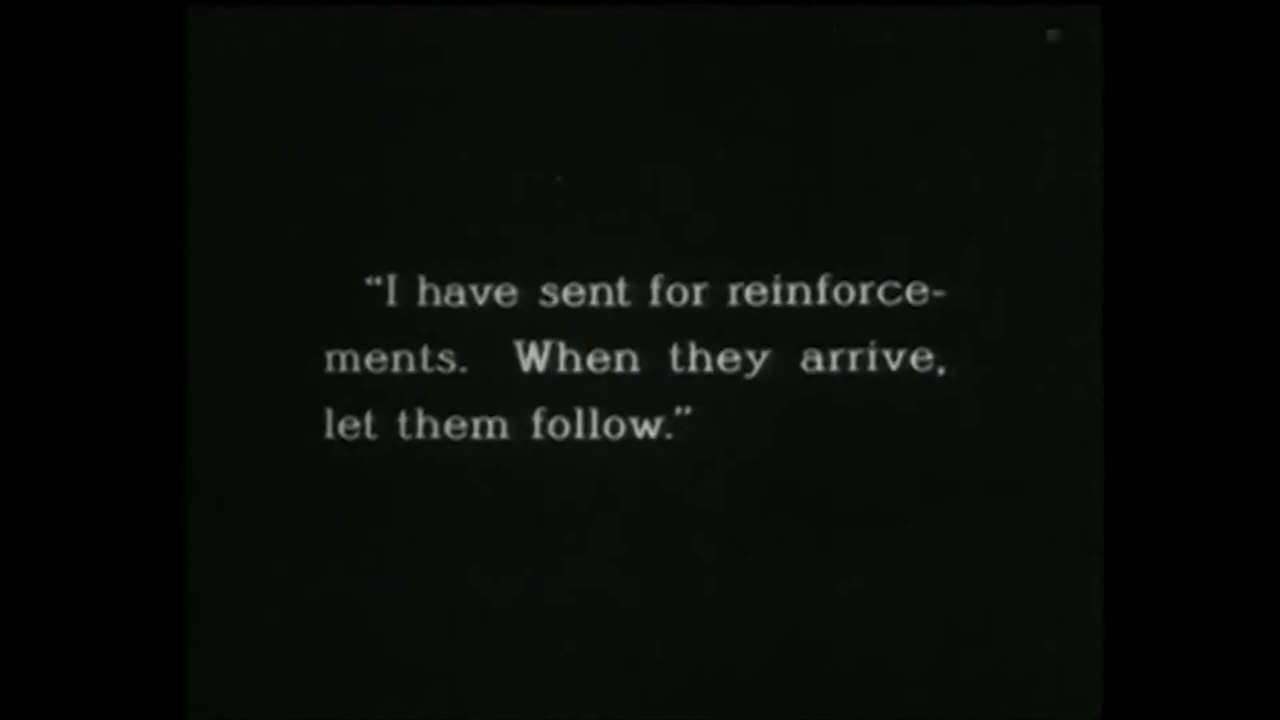 “I have sent for reinforce-
ments. When they arrive,
let them follow.”